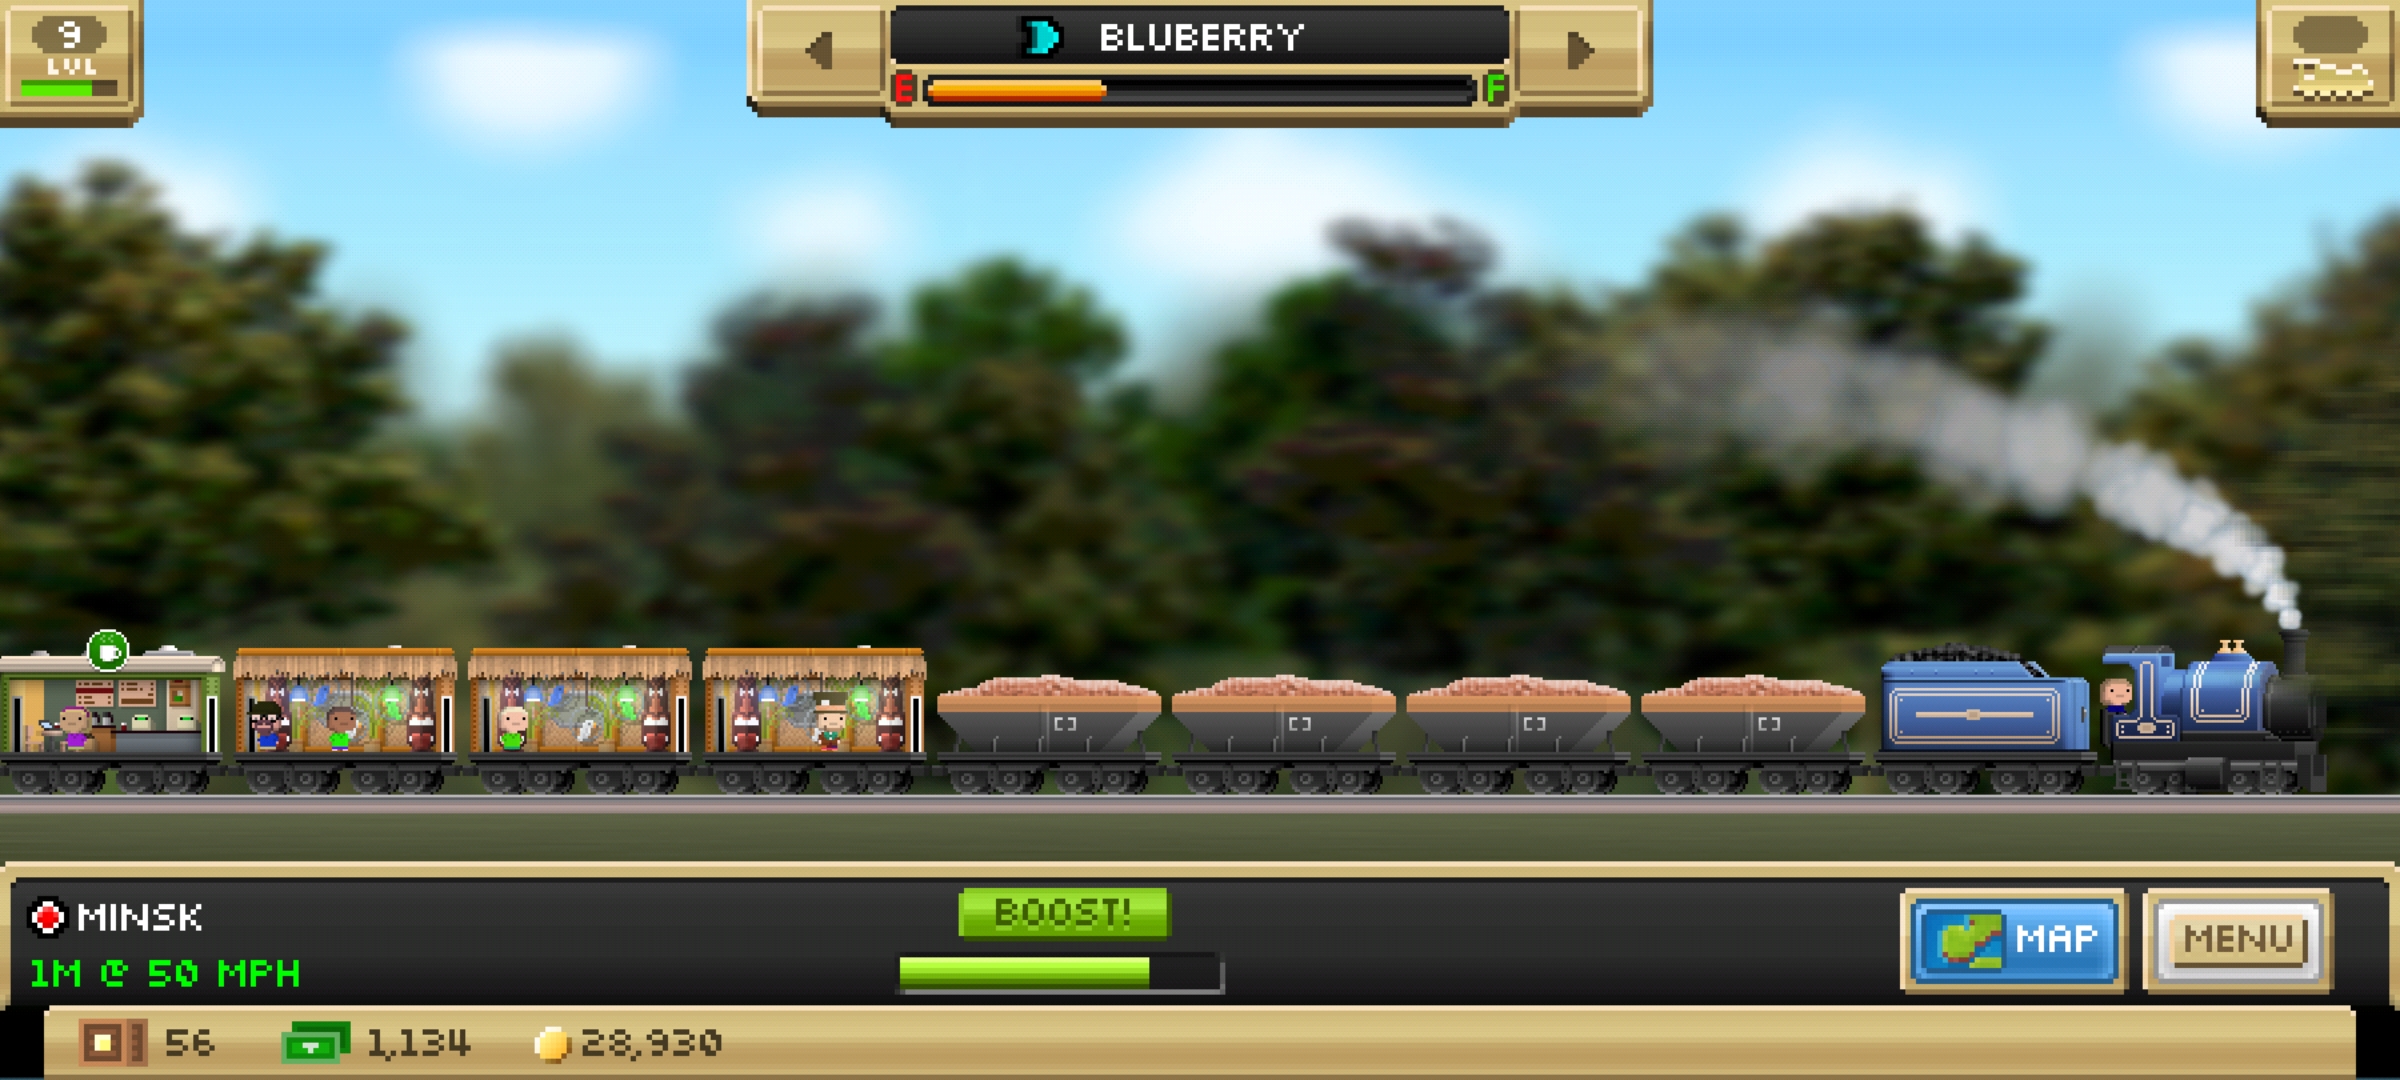 9
LVL
BLUBERRY
E F
MINSK
1M @ 50 MPH
BOOST!
MAP
MENU
56
1,134
28,930